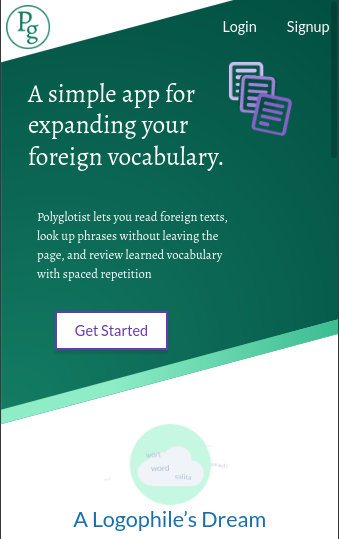 Pg
Login
Signup
A simple app for
expanding your
foreign vocabulary.
Polyglotist lets you read foreign texts,
look up phrases without leaving the
page, and review learned vocabulary
with spaced repetition
Get Started
wort
word
salita
A Logophile's Dream